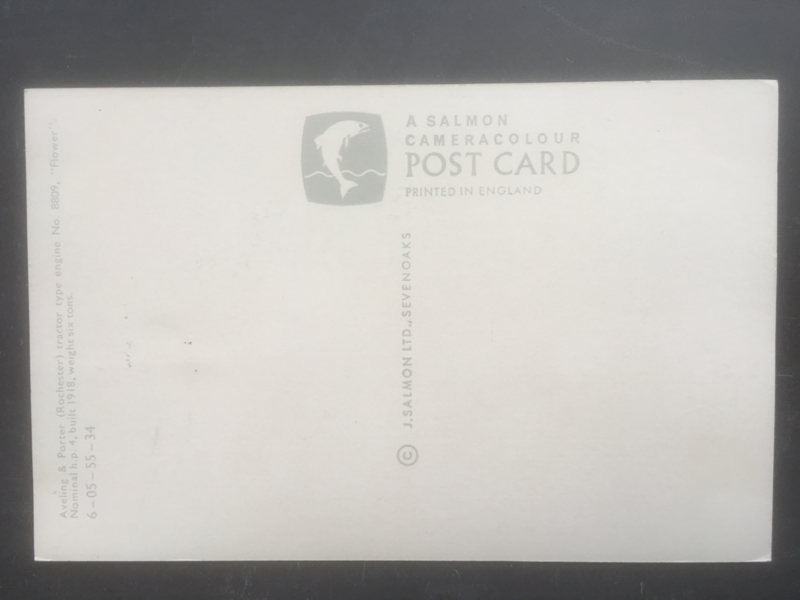 A SALMON
CAMERACOLOUR
POST CARD
PRINTED IN ENGLAND
© J. SALMON LTD., SEVENOAKS
Aveling & Porter (Rochester) tractor type engine No. 8809, "Flower".
Nominal h.p. 4, built 1918, weight six tons.
6-05-55-34